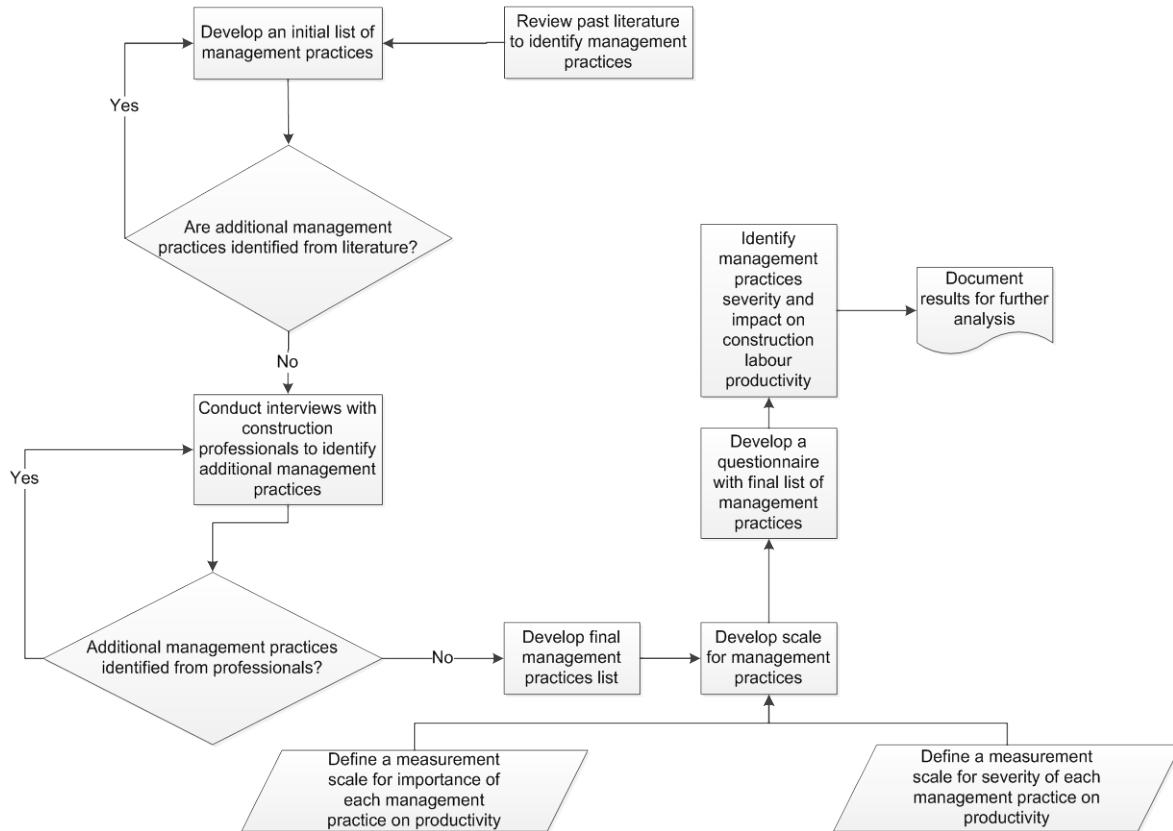 Develop an initial list of
management practices
Review past literature
to identify management
practices
Yes
Are additional management
practices identified from literature?
No
Conduct interviews with
construction
professionals to identify
additional management
practices
Yes
Additional management practices
identified from professionals?
No
Develop final
management
practices list
Develop scale
for management
practices
Define a measurement
scale for importance of
each management
practice on productivity
Define a measurement
scale for severity of each
management practice on
productivity
Develop a
questionnaire
with final list of
management
practices
Identify
management
practices
severity and
impact on
construction
labour
productivity
Document
results for further
analysis